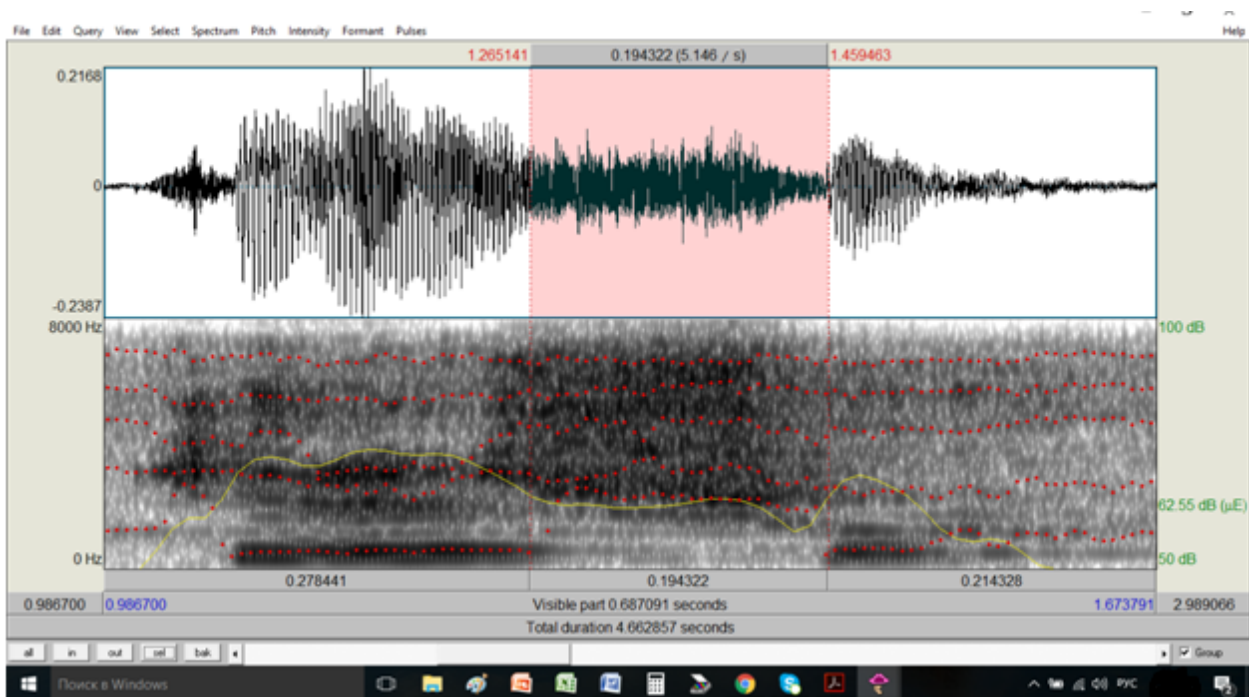 File Edit Query View Select Spectrum Pitch Intensity Formant Pulses Help
1.265141 0.194322 (5.146 / s) 1.459463
0.2168
0
-0.2387
8000 Hz 100 dB
62.55 dB (µE)
0 Hz 50 dB
0.278441 0.194322 0.214328
0.986700 0.986700 Visible part 0.687091 seconds 1.673791 2.989066
Total duration 4.662857 seconds
all in out sel bak Group
Поиск в Windows РУС